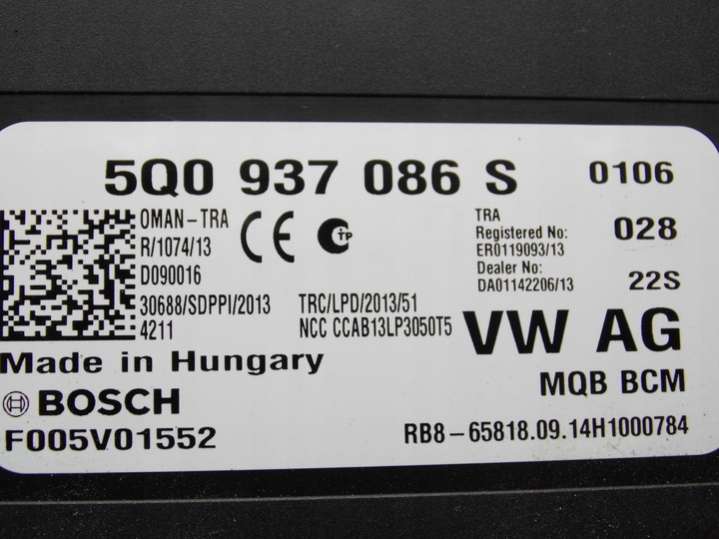 5Q0 937 086 S 0106
OMAN-TRA
R/1074/13
D090016
30688/SDPPI/2013
4211
CE
TP
TRC/LPD/2013/51
NCC CCAB13LP3050T5
TRA
Registered No:
ER0119093/13
Dealer No:
DA01142206/13
028
22S
VW AG
MQB BCM
Made in Hungary
BOSCH
F005V01552
RB8-65818.09.14H1000784